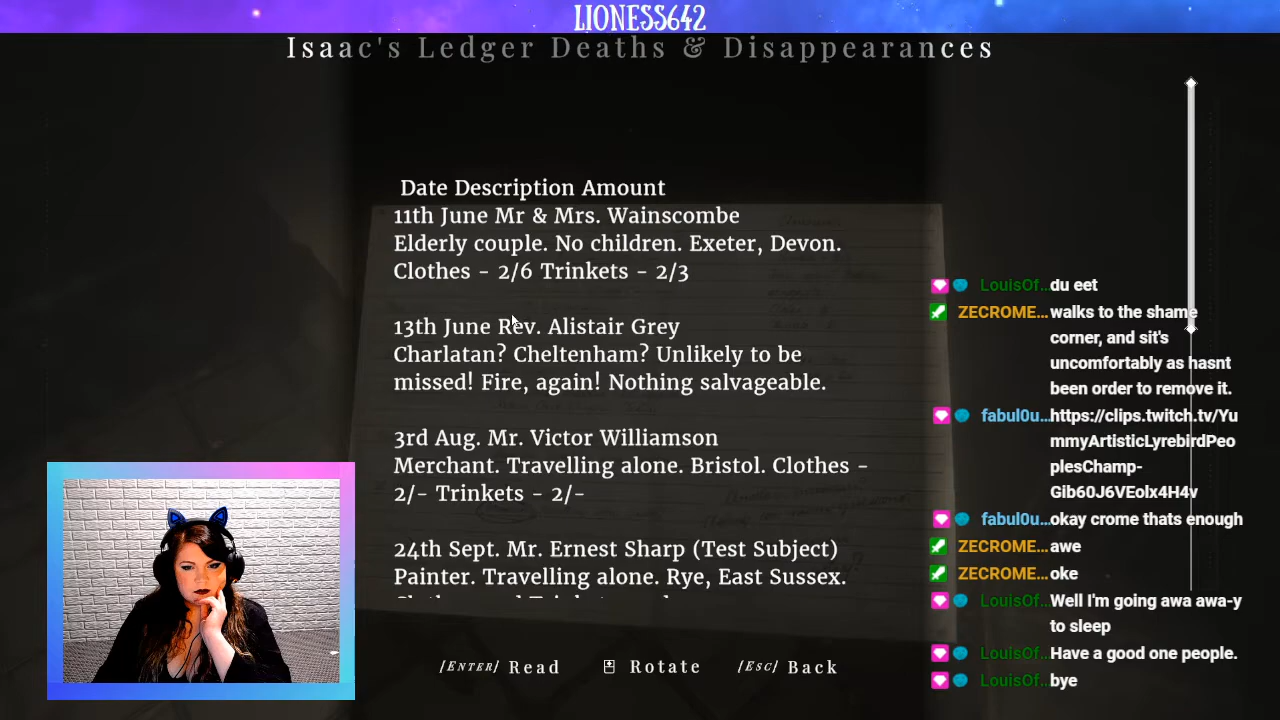 LIONESS642
Isaac's Ledger Deaths & Disappearances
Date Description Amount
11th June Mr & Mrs. Wainscombe
Elderly couple. No children. Exeter, Devon.
Clothes - 2/6 Trinkets - 2/3
13th June Rev. Alistair Grey
Charlatan? Cheltenham? Unlikely to be
missed! Fire, again! Nothing salvageable.
3rd Aug. Mr. Victor Williamson
Merchant. Travelling alone. Bristol. Clothes -
2/- Trinkets - 2/-
24th Sept. Mr. Ernest Sharp (Test Subject)
Painter. Travelling alone. Rye, East Sussex.
/ENTER/ Read Rotate /ESC/ Back
LouisOf... du eet
ZECROME... walks to the shame
corner, and sit's
uncomfortably as hasnt
been order to remove it.
fabul0u... https://clips.twitch.tv/Yu
mmyArtisticLyrebirdPeo
plesChamp-
Gib60J6VEolx4H4v
fabul0u... okay crome thats enough
ZECROME... awe
ZECROME... oke
LouisOf... Well I'm going awa awa-y
to sleep
LouisOf... Have a good one people.
LouisOf... bye